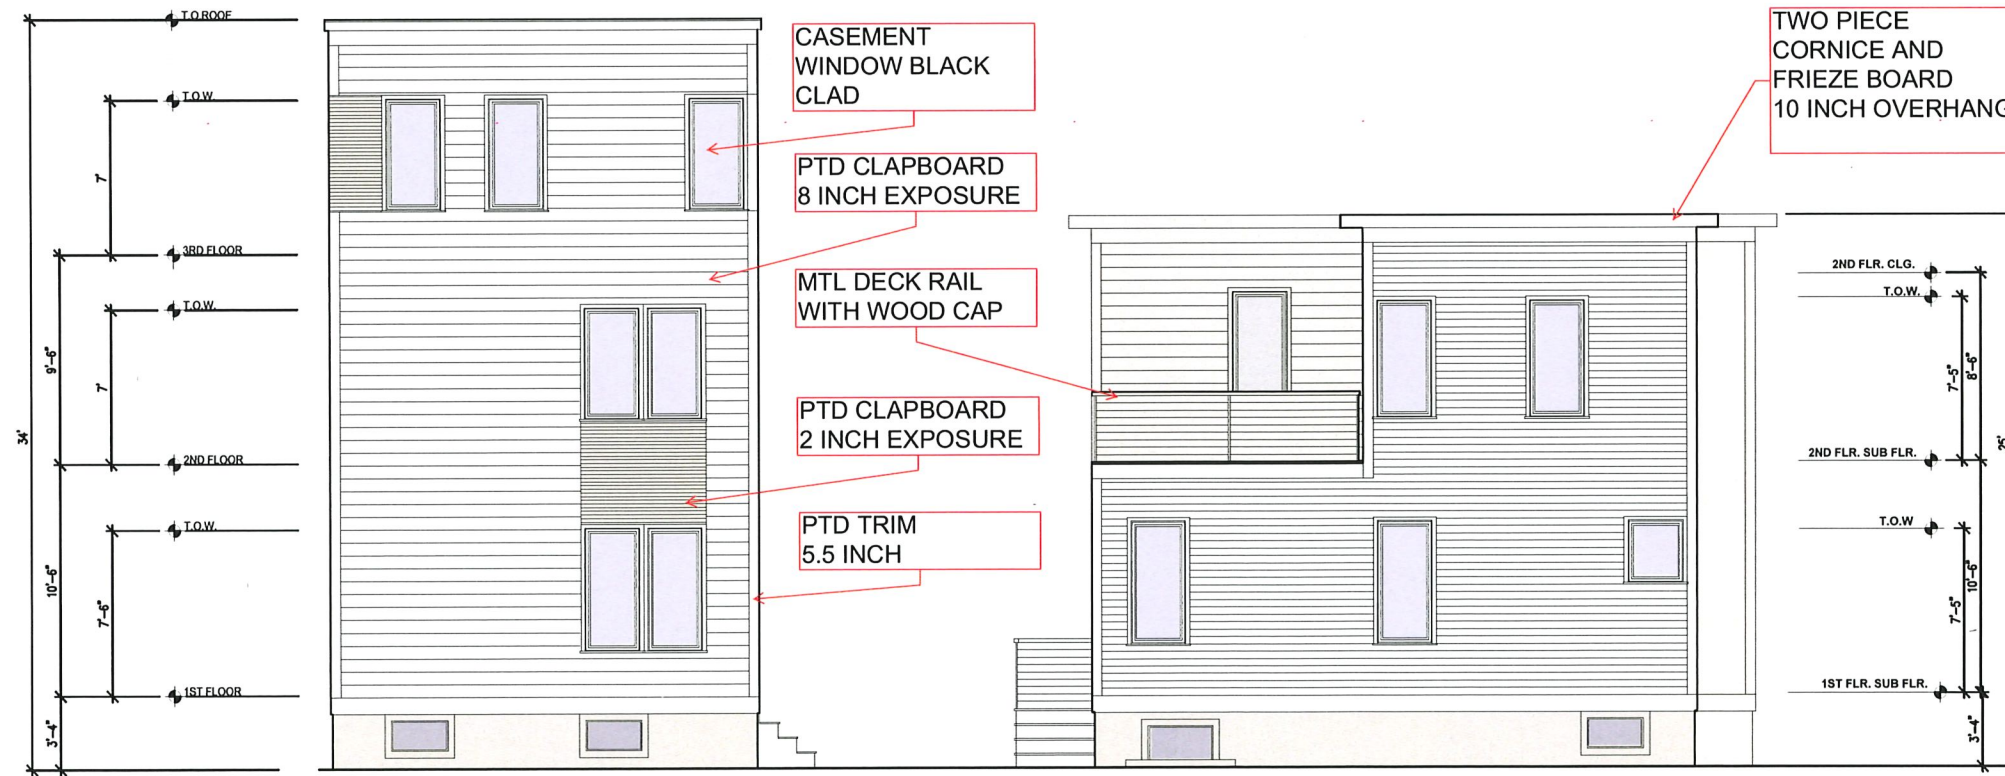 T.O.ROOF
T.O.W.
3RD FLOOR
T.O.W.
2ND FLOOR
T.O.W.
1ST FLOOR
34'
7'
9'-6"
7'
10'-6"
7'-6"
3'-4"
CASEMENT
WINDOW BLACK
CLAD
PTD CLAPBOARD
8 INCH EXPOSURE
MTL DECK RAIL
WITH WOOD CAP
PTD CLAPBOARD
2 INCH EXPOSURE
PTD TRIM
5.5 INCH
TWO PIECE
CORNICE AND
FRIEZE BOARD
10 INCH OVERHANG
2ND FLR. CLG.
T.O.W.
2ND FLR. SUB FLR.
T.O.W
1ST FLR. SUB FLR.
7'-5"
8'-6"
7'-5"
10'-6"
3'-4"